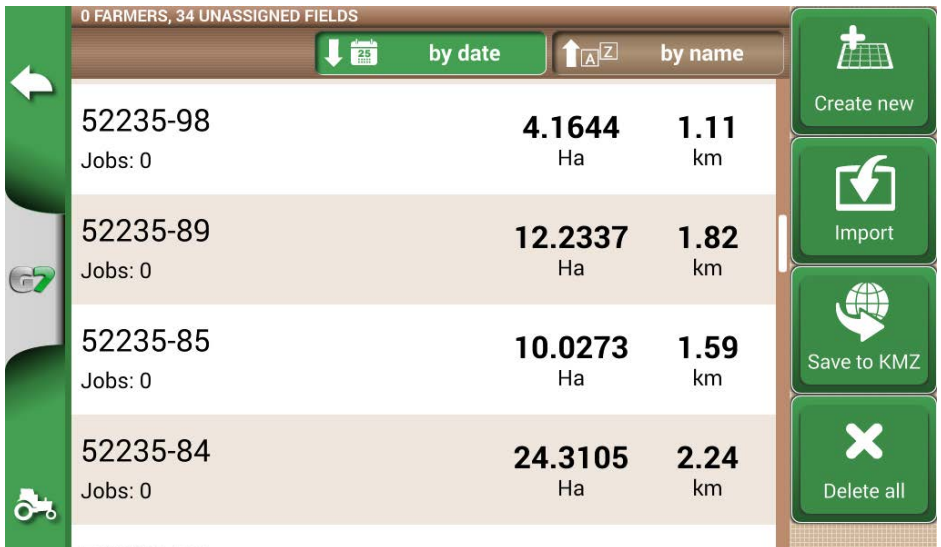 0 FARMERS, 34 UNASSIGNED FIELDS
25 by date AZ by name
52235-98 4.1644 1.11
Jobs: 0 Ha km
52235-89 12.2337 1.82
Jobs: 0 Ha km
52235-85 10.0273 1.59
Jobs: 0 Ha km
52235-84 24.3105 2.24
Jobs: 0 Ha km
G7
Create new
Import
Save to KMZ
Delete all